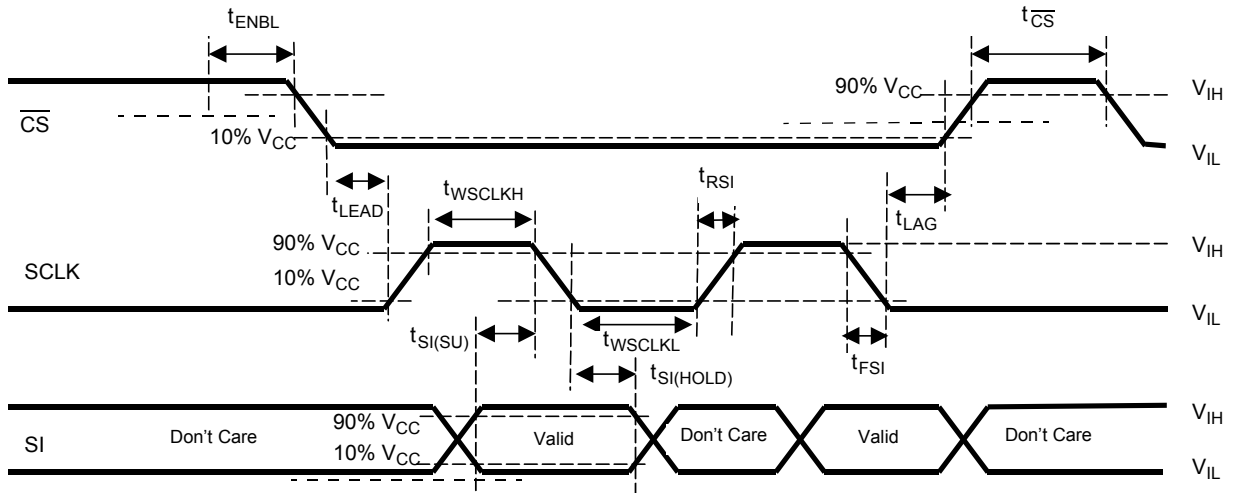 tENBL
tCS
90% VCC
VIH
CS
10% VCC
VIL
tRSI
tWSCLKH
tLEAD
tLAG
90% VCC
VIH
SCLK
10% VCC
VIL
tSI(SU)
tWSCLKL
tFSI
tSI(HOLD)
VIH
90% VCC
SI
Don't Care
Valid
Don't Care
Valid
Don't Care
10% VCC
VIL